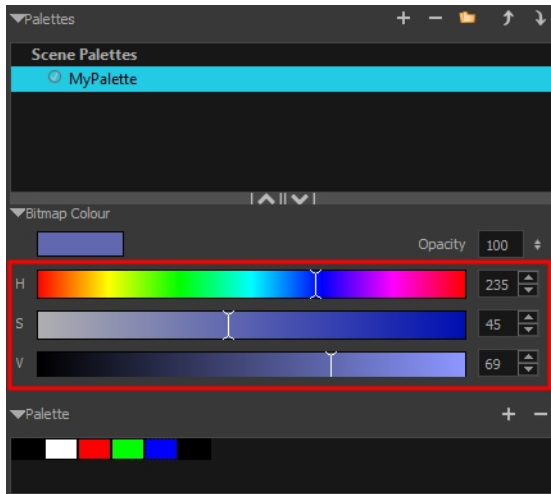 Palettes
Scene Palettes
MyPalette
Bitmap Colour
Opacity 100
H 235
S 45
V 69
Palette